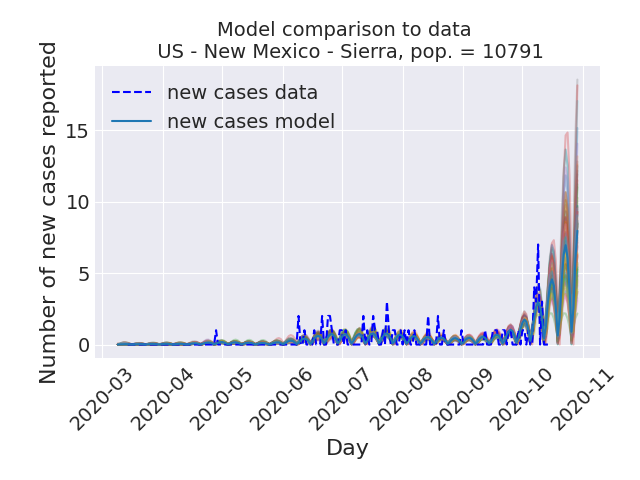 Model comparison to data
US - New Mexico - Sierra, pop. = 10791
Number of new cases reported
new cases data
new cases model
15
10
5
0
2020-03
2020-04
2020-05
2020-06
2020-07
2020-08
2020-09
2020-10
2020-11
Day